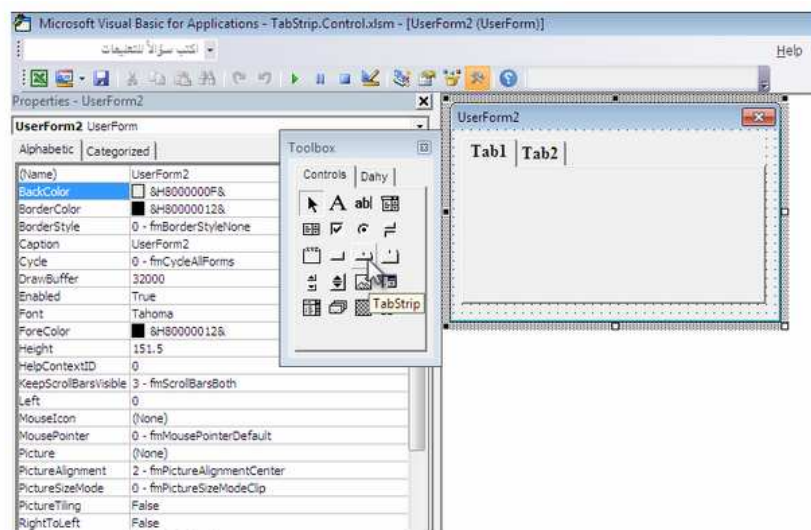 Microsoft Visual Basic for Applications - TabStrip.Control.xlsm - [UserForm2 (UserForm)]
اكتب سؤالاً للتعليمات
Help
Properties - UserForm2
UserForm2 UserForm
Alphabetic Categorized
(Name) UserForm2
BackColor &H8000000F&
BorderColor &H80000012&
BorderStyle 0 - fmBorderStyleNone
Caption UserForm2
Cycle 0 - fmCycleAllForms
DrawBuffer 32000
Enabled True
Font Tahoma
ForeColor &H80000012&
Height 151.5
HelpContextID 0
KeepScrollBarsVisible 3 - fmScrollBarsBoth
Left 0
MouseIcon (None)
MousePointer 0 - fmMousePointerDefault
Picture (None)
PictureAlignment 2 - fmPictureAlignmentCenter
PictureSizeMode 0 - fmPictureSizeModeClip
PictureTiling False
RightToLeft False
Toolbox
Controls Dahy
A abl
TabStrip
UserForm2
Tab1 Tab2